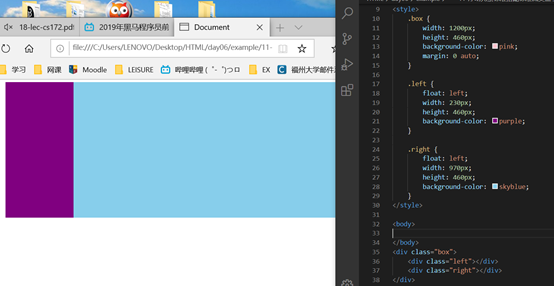 18-lec-cs172.pdf
2019年黑马程序员前
Document
file:///C:/Users/LENOVO/Desktop/HTML/day06/example/11-
学习
网课
Moodle
LEISURE
哔哩哔哩 (゜-゜)つロ
EX
福州大学邮件
10 <style>
11 .box {
12 width: 1200px;
13 height: 460px;
14 background-color: pink;
15 margin: 0 auto;
16 }
17
18 .left {
19 float: left;
20 width: 230px;
21 height: 460px;
22 background-color: purple;
23 }
24
25 .right {
26 float: left;
27 width: 970px;
28 height: 460px;
29 background-color: skyblue;
30 }
31 </style>
32
33 <body>
34
35 </body>
36 <div class="box">
37 <div class="left"></div>
38 <div class="right"></div>
39 </div>